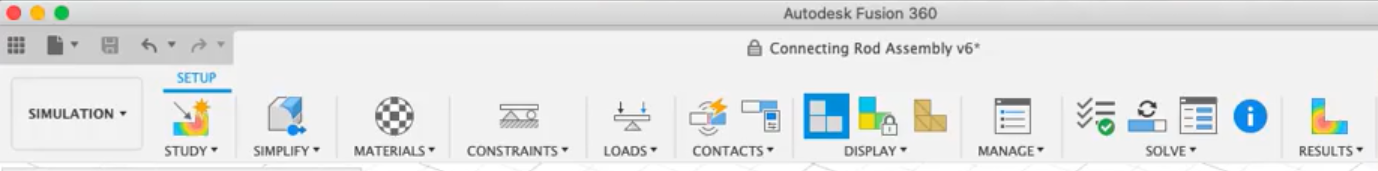 Autodesk Fusion 360
Connecting Rod Assembly v6*
SETUP
SIMULATION
STUDY SIMPLIFY MATERIALS CONSTRAINTS LOADS CONTACTS DISPLAY MANAGE SOLVE RESULTS